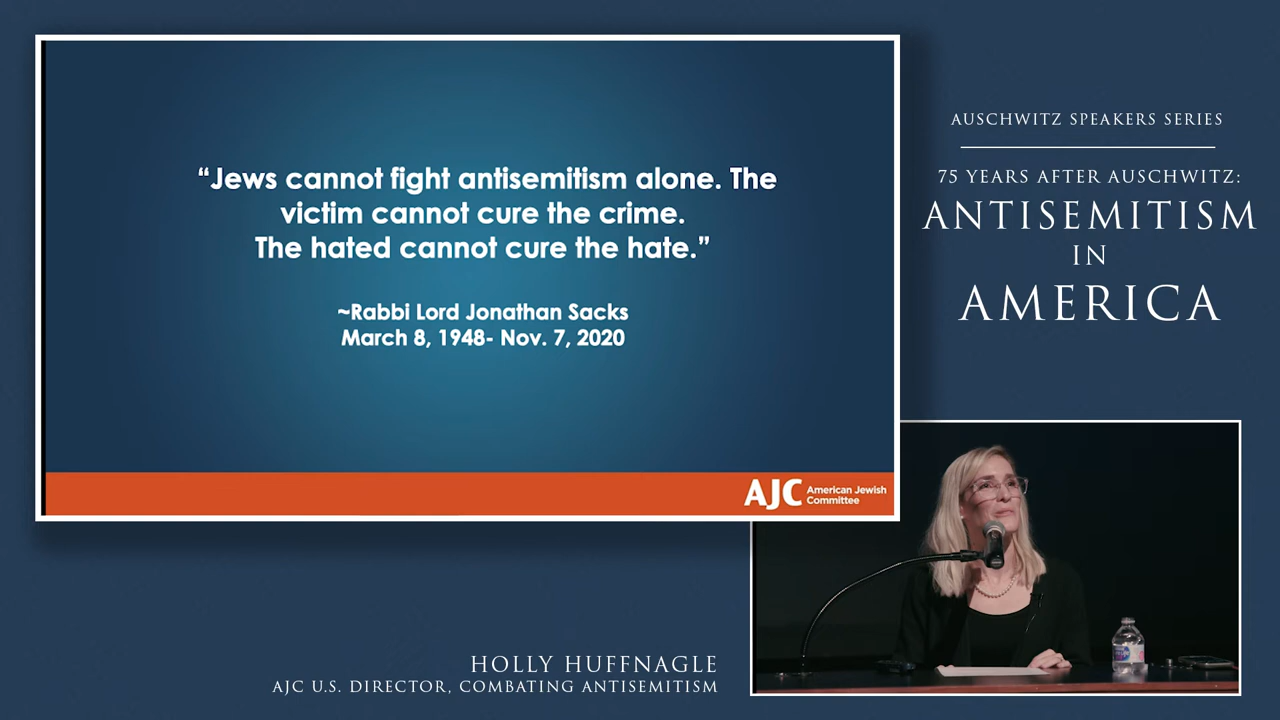 “Jews cannot fight antisemitism alone. The
victim cannot cure the crime.
The hated cannot cure the hate.”
~Rabbi Lord Jonathan Sacks
March 8, 1948- Nov. 7, 2020
AJC American Jewish
Committee
AUSCHWITZ SPEAKERS SERIES
75 YEARS AFTER AUSCHWITZ:
ANTISEMITISM
IN
AMERICA
HOLLY HUFFNAGLE
AJC U.S. DIRECTOR, COMBATING ANTISEMITISM